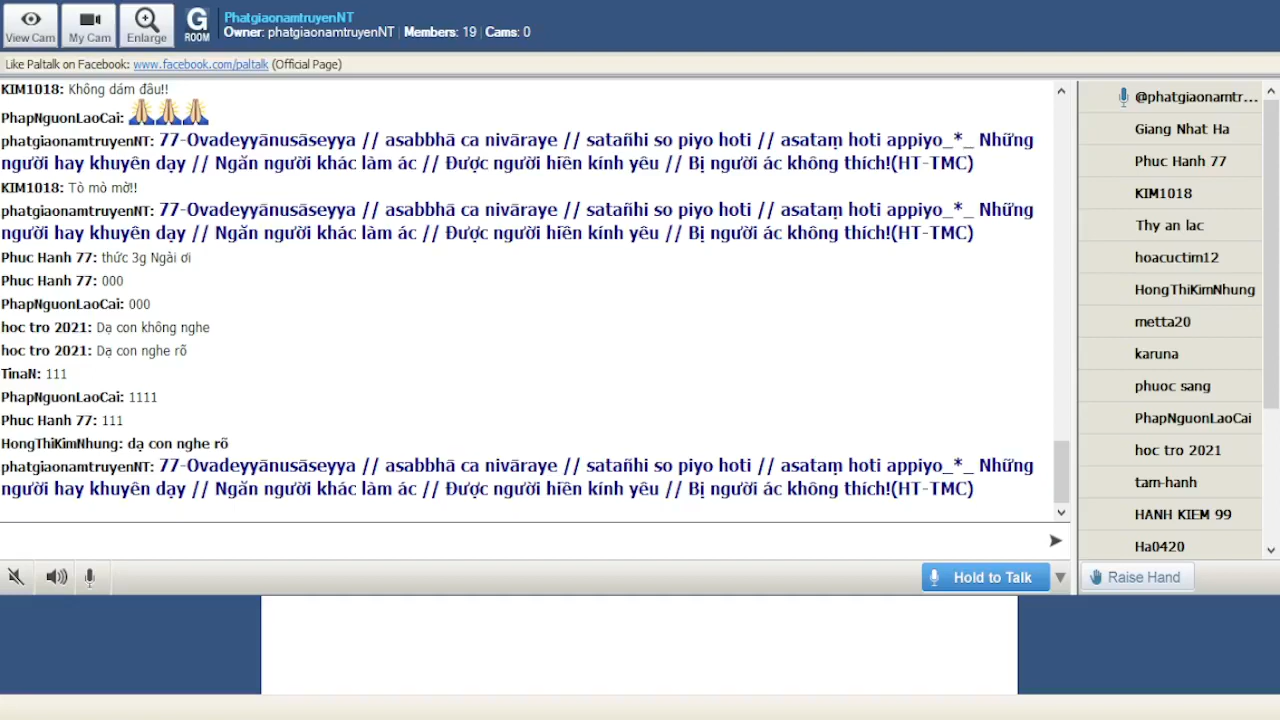 PhatgiaonamtruyenNT
Owner: phatgiaonamtruyenNT | Members: 19 | Cams: 0
View Cam
My Cam
Enlarge
G
ROOM
Like Paltalk on Facebook: www.facebook.com/paltalk (Official Page)
KIM1018: Không dám đâu!!
PhapNguonLaoCai: 🙏🙏🙏
phatgiaonamtruyenNT: 77-Ovadeyyānusāseyya // asabbhā ca nivāraye // satañhi so piyo hoti // asataṃ hoti appiyo_*_ Những
người hay khuyên dạy // Ngăn người khác làm ác // Được người hiền kính yêu // Bị người ác không thích!(HT-TMC)
KIM1018: Tò mò mờ!!
phatgiaonamtruyenNT: 77-Ovadeyyānusāseyya // asabbhā ca nivāraye // satañhi so piyo hoti // asataṃ hoti appiyo_*_ Những
người hay khuyên dạy // Ngăn người khác làm ác // Được người hiền kính yêu // Bị người ác không thích!(HT-TMC)
Phuc Hanh 77: thức 3g Ngài ơi
Phuc Hanh 77: 000
PhapNguonLaoCai: 000
hoc tro 2021: Dạ con không nghe
hoc tro 2021: Dạ con nghe rõ
TinaN: 111
PhapNguonLaoCai: 1111
Phuc Hanh 77: 111
HongThiKimNhung: dạ con nghe rõ
phatgiaonamtruyenNT: 77-Ovadeyyānusāseyya // asabbhā ca nivāraye // satañhi so piyo hoti // asataṃ hoti appiyo_*_ Những
người hay khuyên dạy // Ngăn người khác làm ác // Được người hiền kính yêu // Bị người ác không thích!(HT-TMC)
Hold to Talk
@phatgiaonamtr...
Giang Nhat Ha
Phuc Hanh 77
KIM1018
Thy an lac
hoacuctim12
HongThiKimNhung
metta20
karuna
phuoc sang
PhapNguonLaoCai
hoc tro 2021
tam-hanh
HANH KIEM 99
Ha0420
Raise Hand